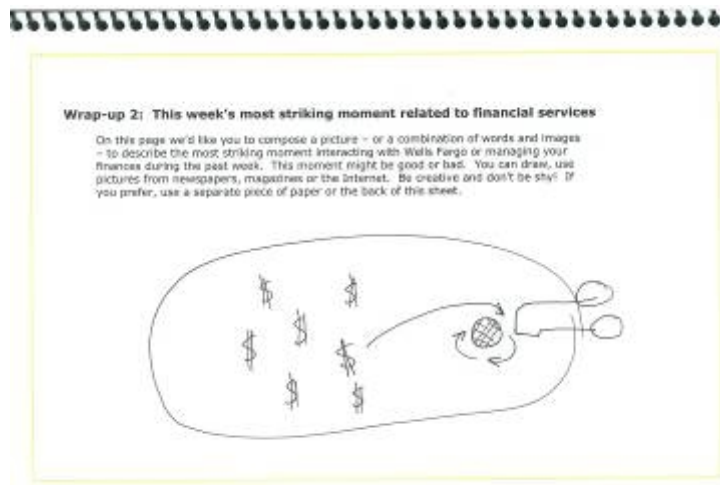 Wrap-up 2: This week's most striking moment related to financial services
On this page we'd like you to compose a picture – or a combination of words and images
– to describe the most striking moment interacting with Wells Fargo or managing your
finances during the past week. This moment might be good or bad. You can draw, use
pictures from newspapers, magazines or the Internet. Be creative and don't be shy! If
you prefer, use a separate piece of paper or the back of this sheet.
$ $
$
$ $
$ $